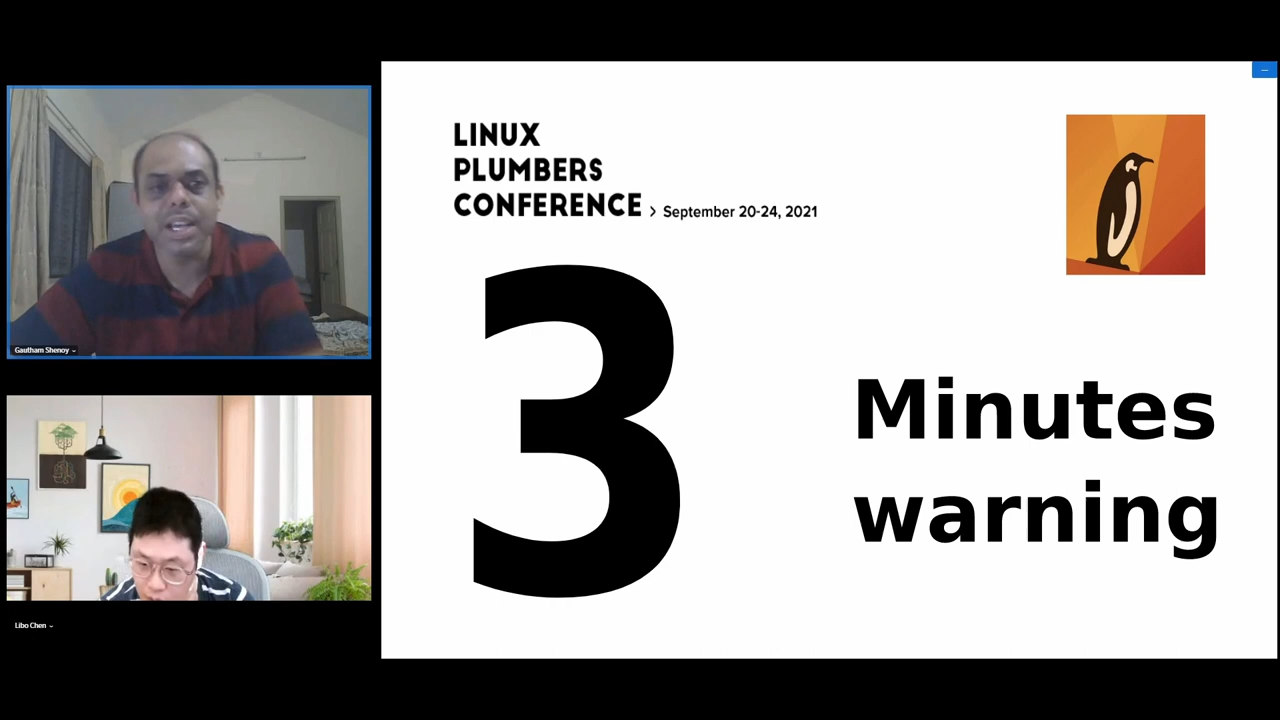 LINUX
PLUMBERS
CONFERENCE > September 20-24, 2021
3
Minutes
warning
Gautham Shenoy
Libo Chen